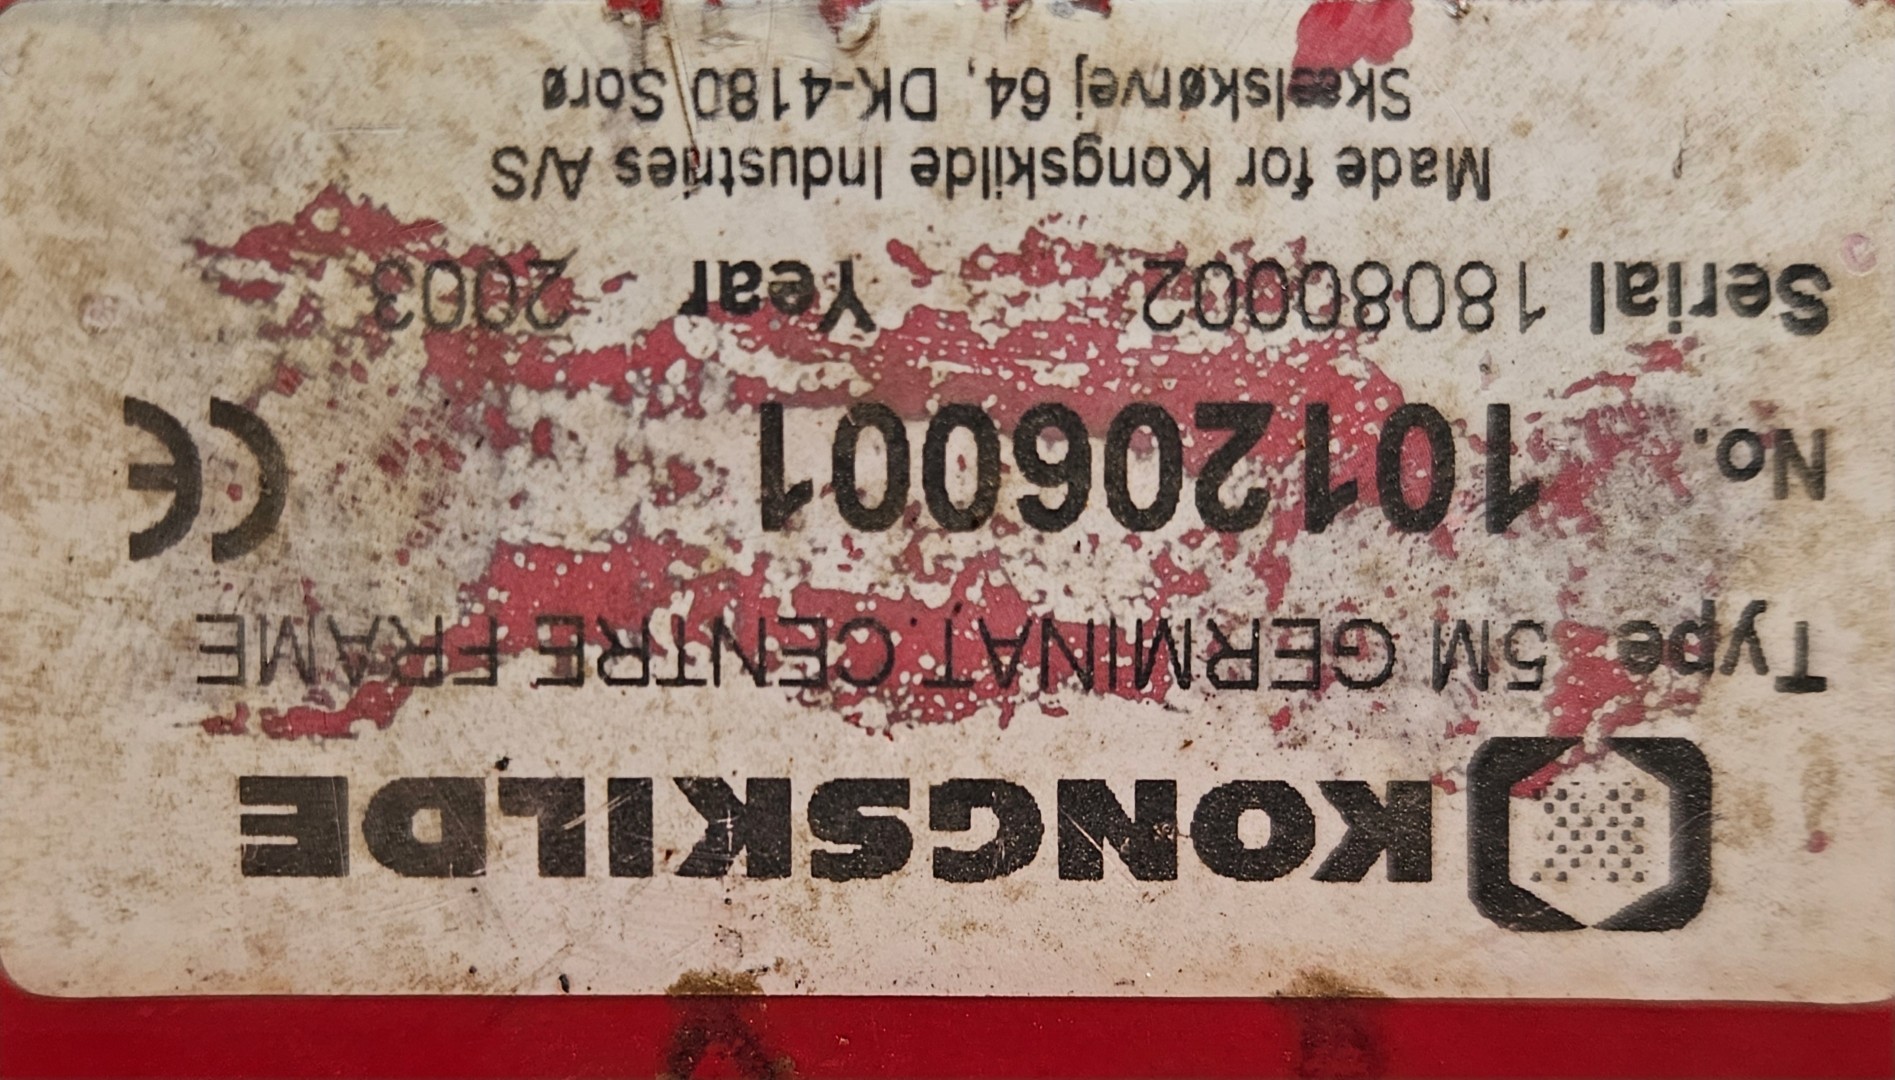 KONGSKILDE
Type 5M GERMINAT.CENTRE FRAME
No. 101206001 CE
Serial 18080002 Year 2003
Made for Kongskilde Industries A/S
Skælskørvej 64, DK-4180 Sorø